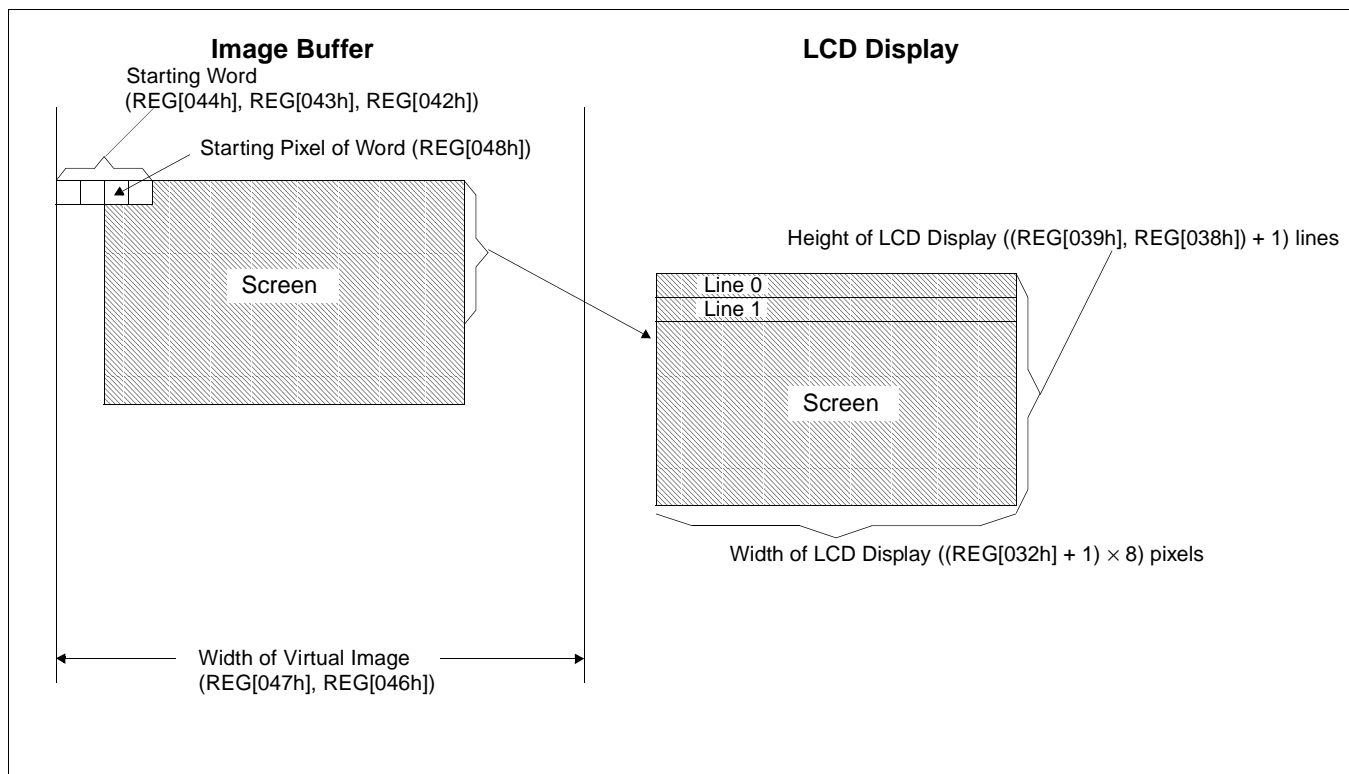 Image Buffer
Starting Word
(REG[044h], REG[043h], REG[042h])
Starting Pixel of Word (REG[048h])
Screen
Width of Virtual Image
(REG[047h], REG[046h])
LCD Display
Height of LCD Display ((REG[039h], REG[038h]) + 1) lines
Line 0
Line 1
Screen
Width of LCD Display ((REG[032h] + 1) × 8) pixels